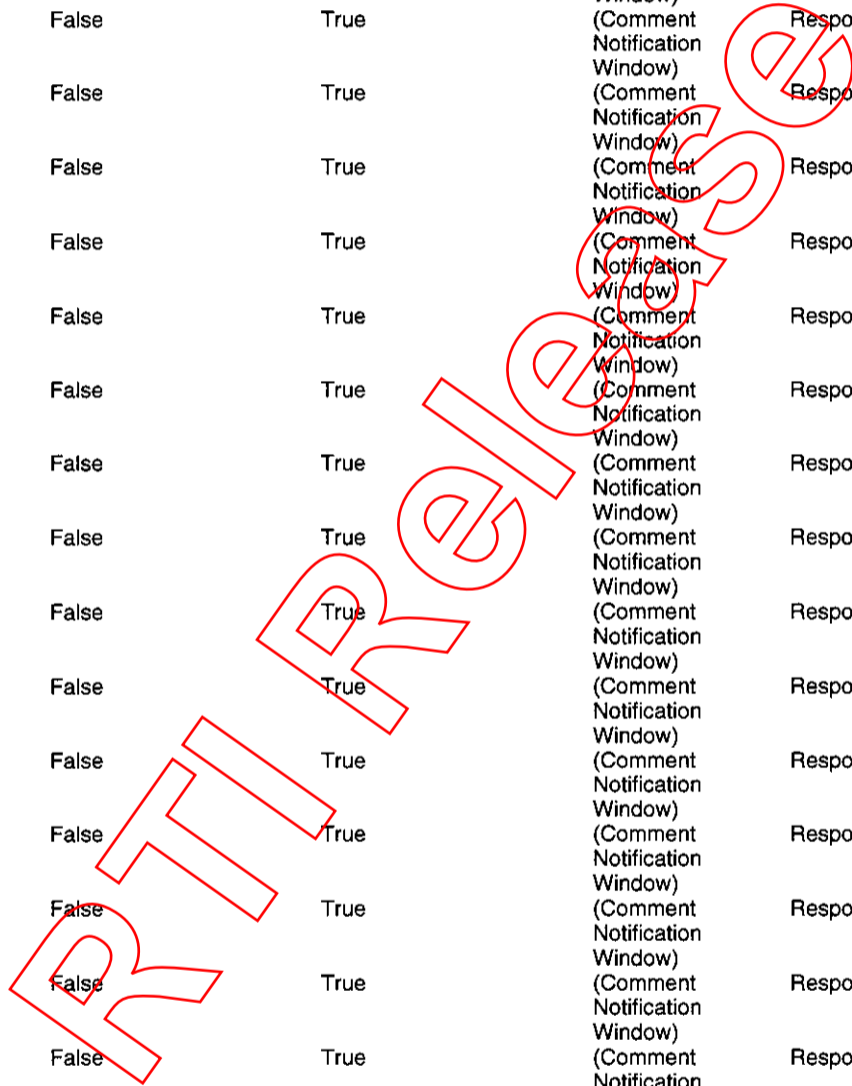 Window)
False True (Comment Respo
Notification
Window)
False True (Comment Respo
Notification
Window)
False True (Comment Respo
Notification
Window)
False True (Comment Respo
Notification
Window)
False True (Comment Respo
Notification
Window)
False True (Comment Respo
Notification
Window)
False True (Comment Respo
Notification
Window)
False True (Comment Respo
Notification
Window)
False True (Comment Respo
Notification
Window)
False True (Comment Respo
Notification
Window)
False True (Comment Respo
Notification
Window)
False True (Comment Respo
Notification
Window)
False True (Comment Respo
Notification
Window)
False True (Comment Respo
Notification
Window)
False True (Comment Respo
Notification
RTI Release